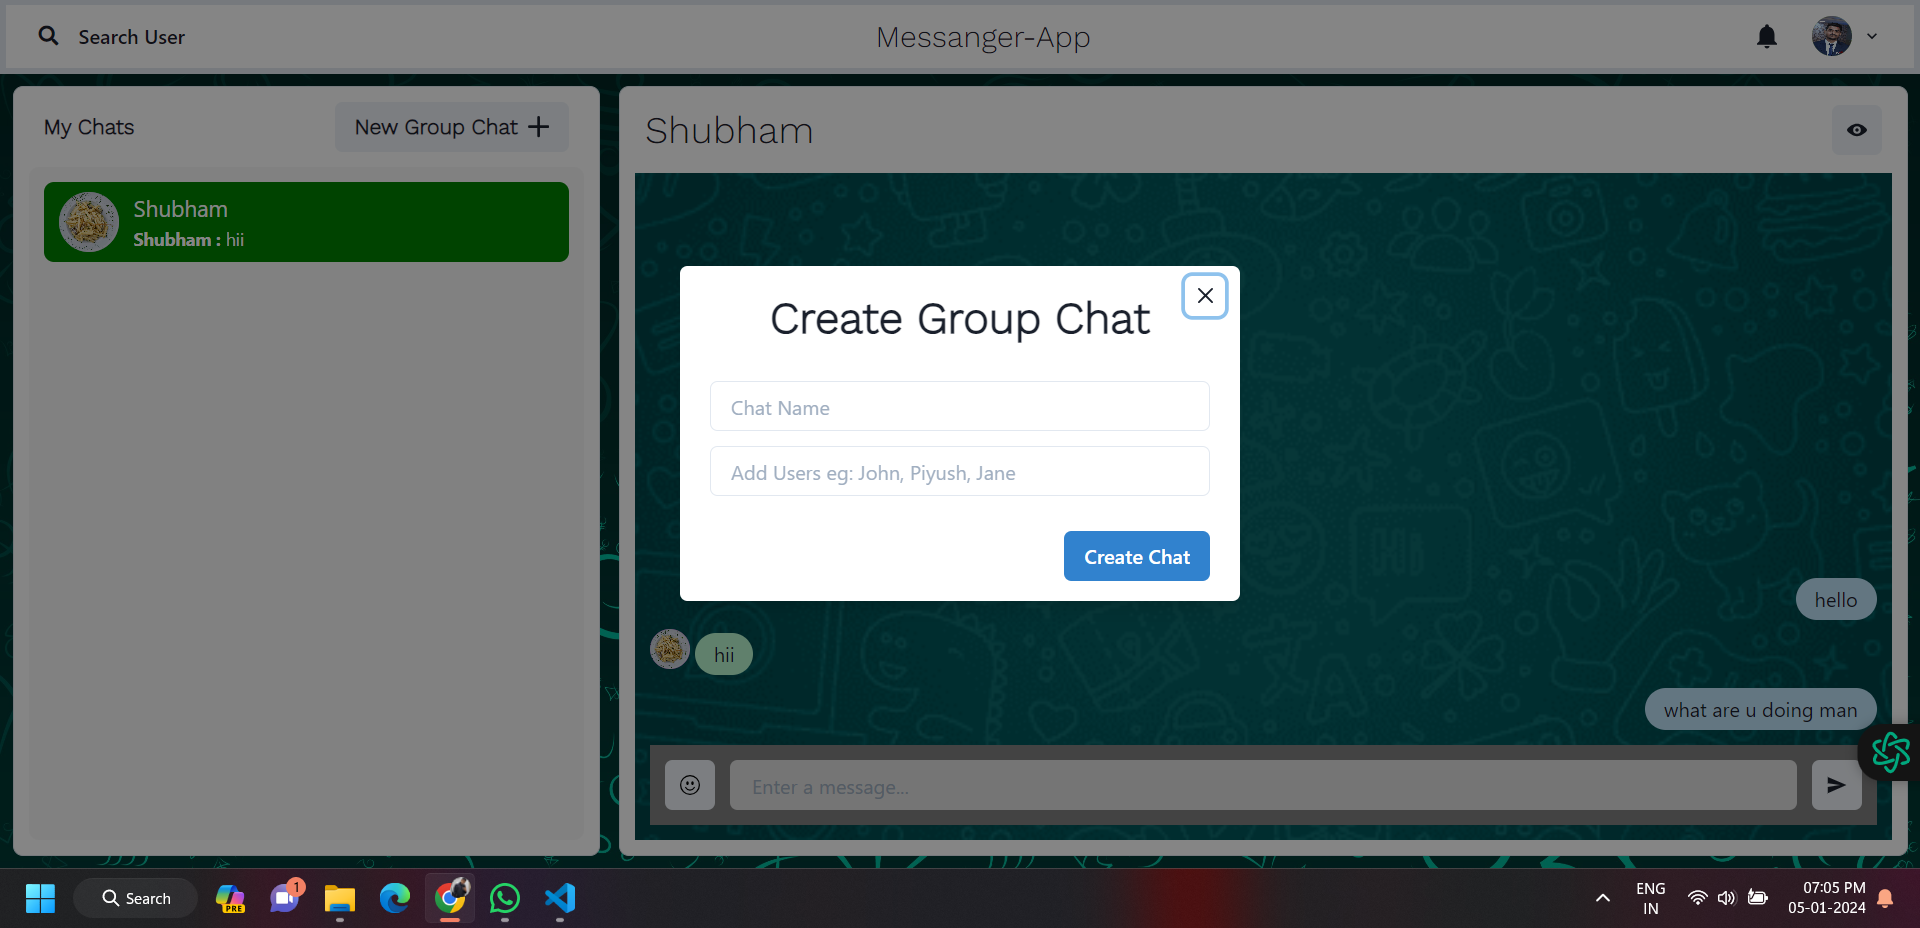 Search User
Messanger-App
My Chats
New Group Chat
Shubham
Shubham : hii
Shubham
Create Group Chat
Chat Name
Add Users eg: John, Piyush, Jane
Create Chat
hello
hii
what are u doing man
Enter a message...
Search
PRE
1
ENG
IN
07:05 PM
05-01-2024